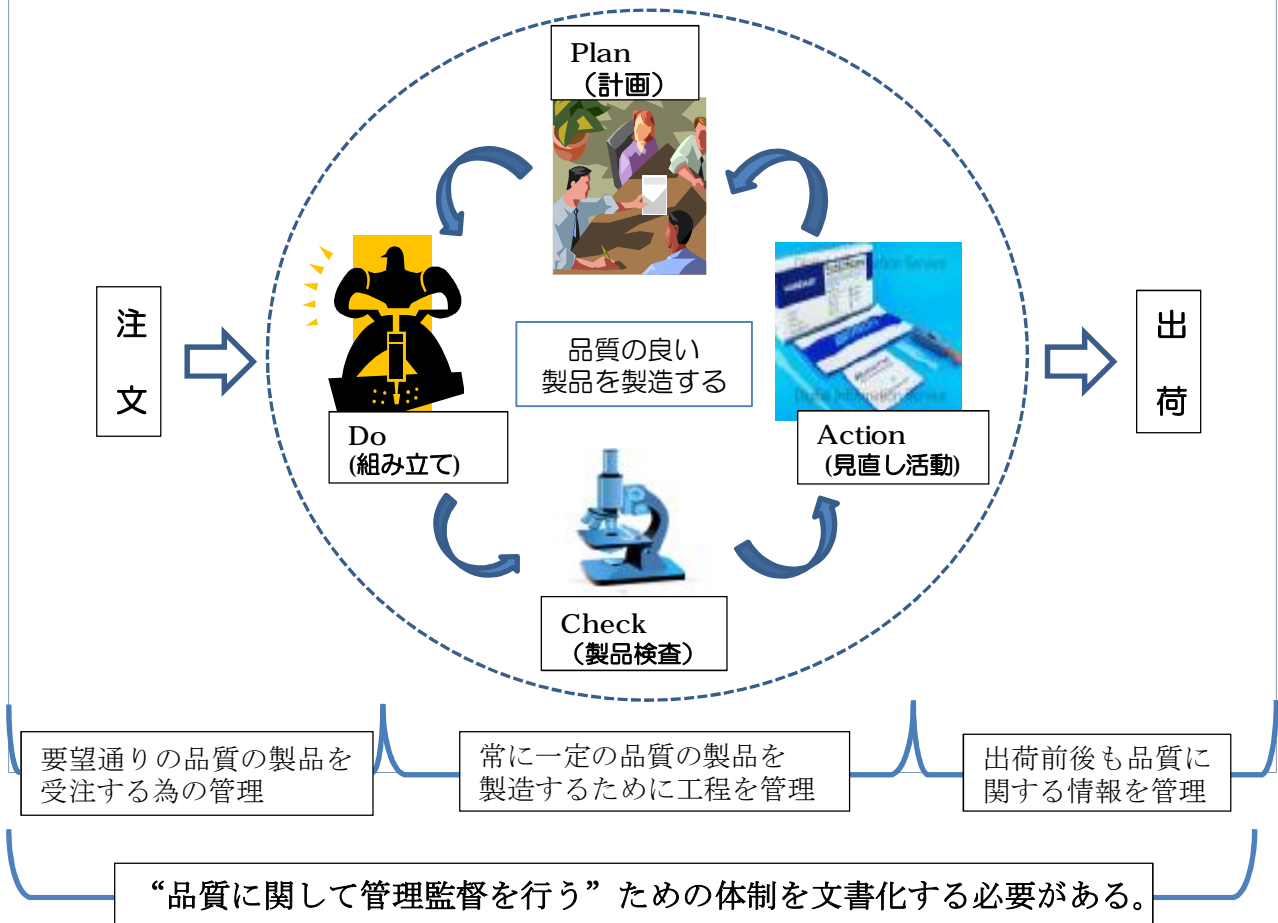 Plan
（計画）
注
文
品質の良い
製品を製造する
出
荷
Do
(組み立て)
Action
(見直し活動)
Check
（製品検査）
要望通りの品質の製品を
受注する為の管理
常に一定の品質の製品を
製造するために工程を管理
出荷前後も品質に
関する情報を管理
“品質に関して管理監督を行う”ための体制を文書化する必要がある。